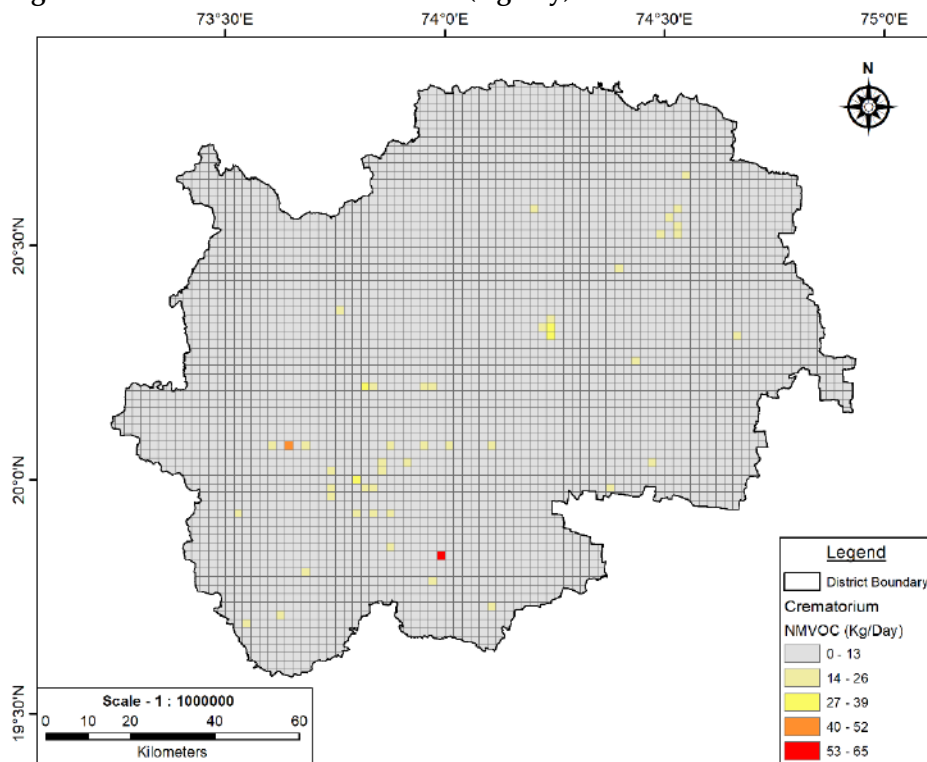 73°30'E 74°0'E 74°30'E 75°0'E
N
20°30'N
20°0'N
19°30'N
Legend
District Boundary
Crematorium
NMVOC (Kg/Day)
0 - 13
14 - 26
27 - 39
40 - 52
53 - 65
Scale - 1 : 1000000
0 10 20 40 60
Kilometers